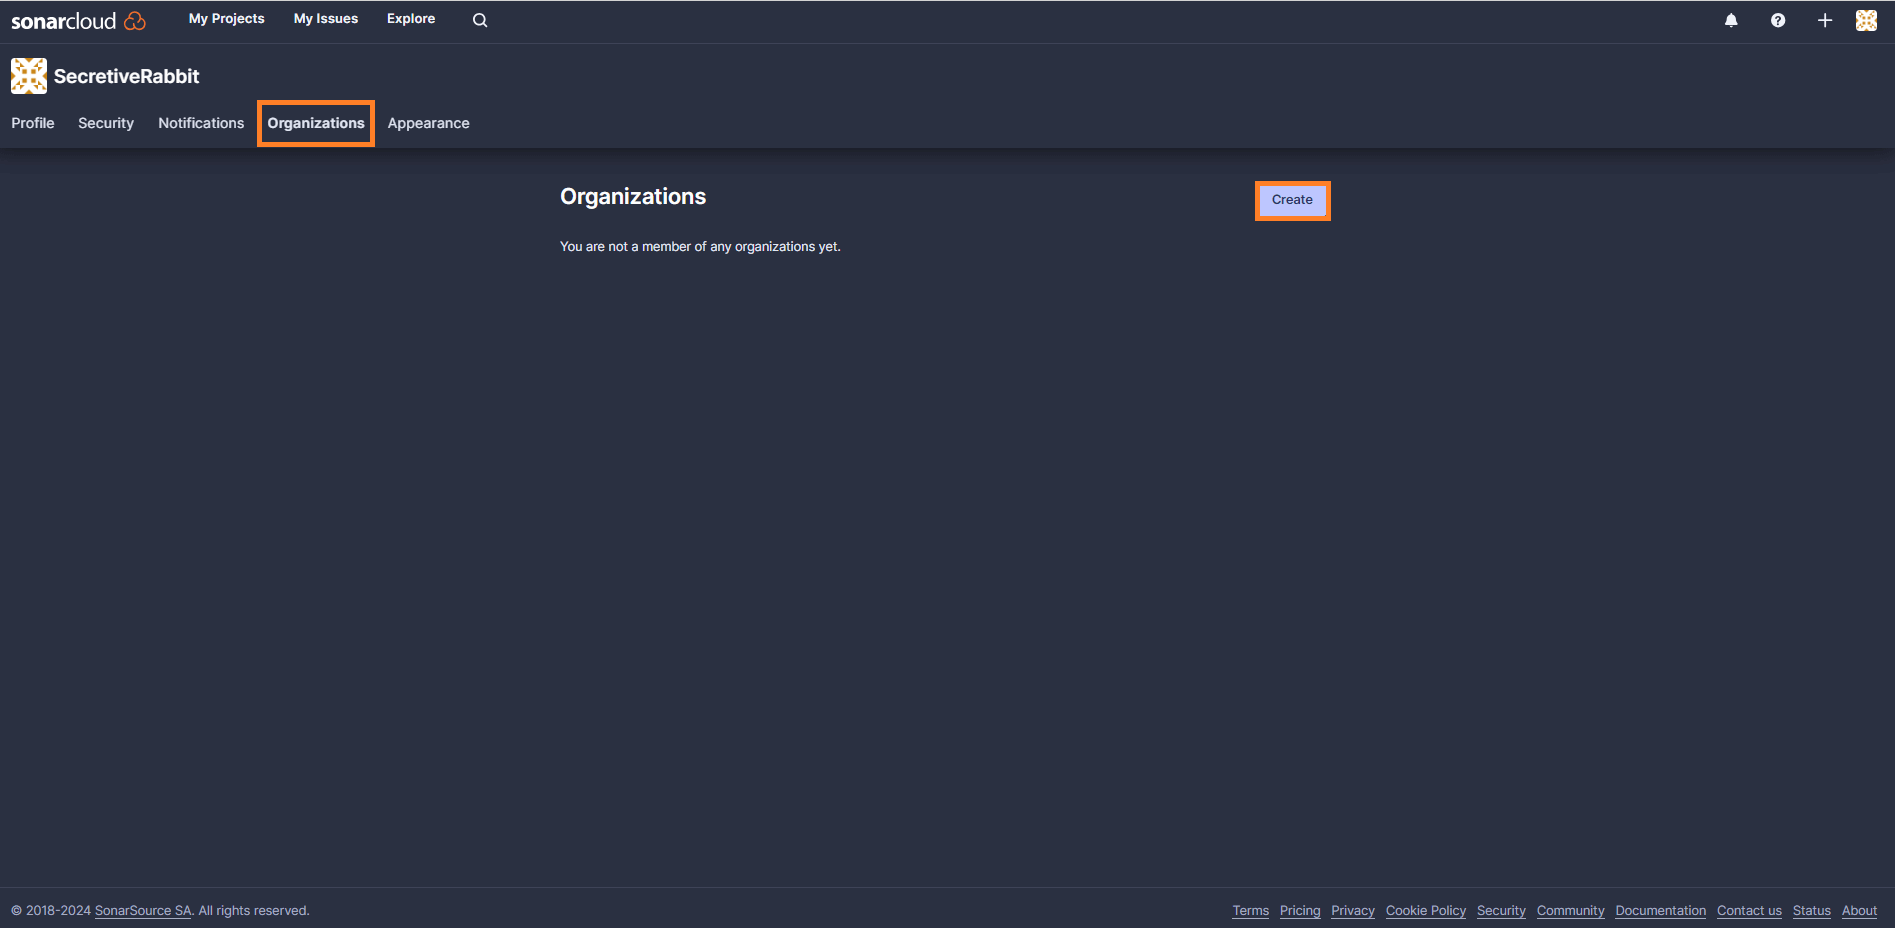 sonarcloud My Projects My Issues Explore
SecretiveRabbit
Profile Security Notifications Organizations Appearance
Organizations Create
You are not a member of any organizations yet.
© 2018-2024 SonarSource SA. All rights reserved. Terms Pricing Privacy Cookie Policy Security Community Documentation Contact us Status About